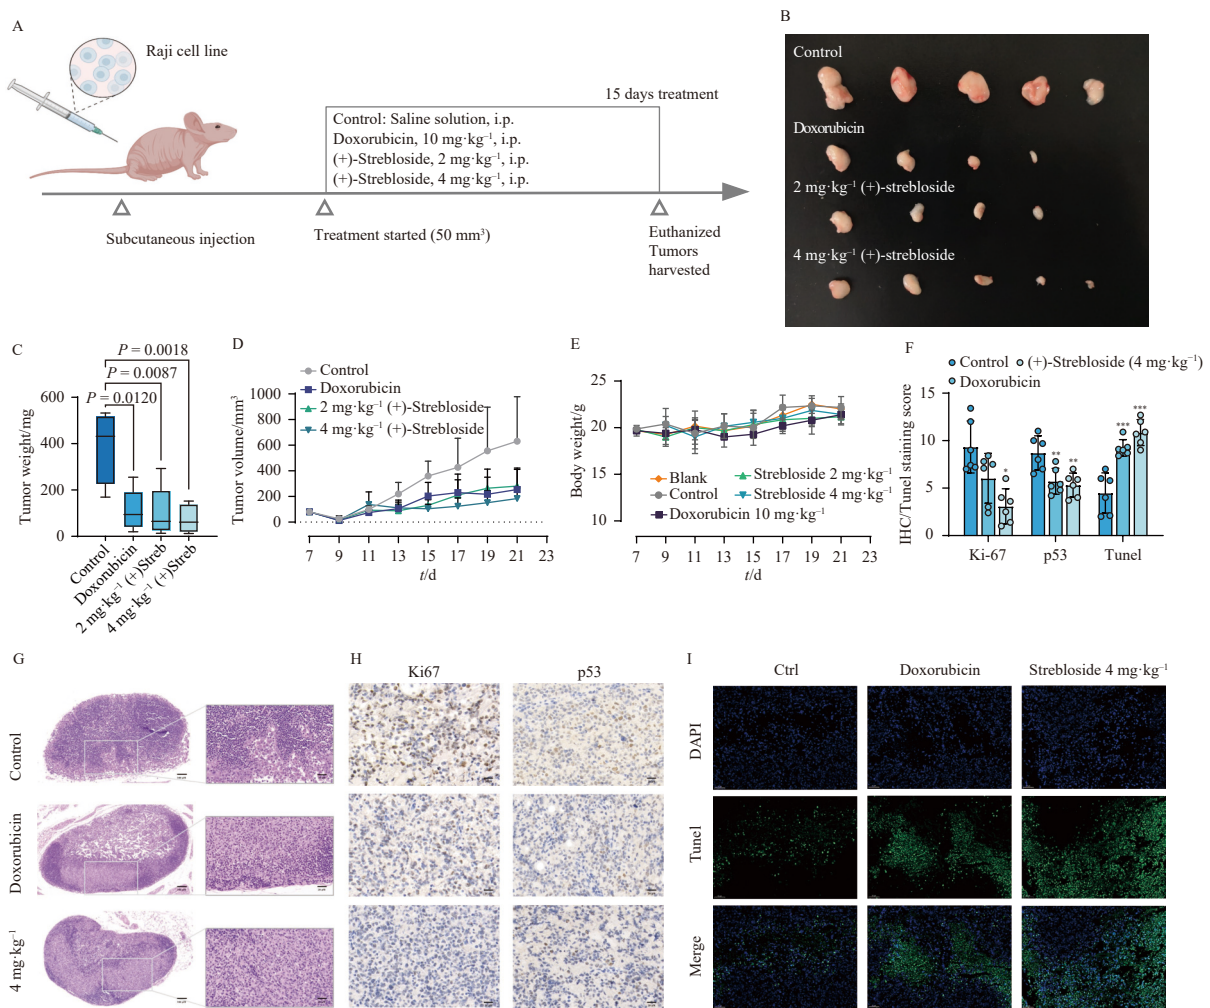 A
Raji cell line
15 days treatment
Control: Saline solution, i.p.
Doxorubicin, 10 mg·kg⁻¹, i.p.
(+)-Strebloside, 2 mg·kg⁻¹, i.p.
(+)-Strebloside, 4 mg·kg⁻¹, i.p.
Subcutaneous injection
Treatment started (50 mm³)
Euthanized
Tumors
harvested
B
Control
Doxorubicin
2 mg·kg⁻¹ (+)-strebloside
4 mg·kg⁻¹ (+)-strebloside
C
P = 0.0018
P = 0.0087
P = 0.0120
Tumor weight/mg
600
400
200
0
Control
Doxorubicin
2 mg·kg⁻¹ (+)Streb
4 mg·kg⁻¹ (+)Streb
D
Control
Doxorubicin
2 mg·kg⁻¹ (+)-Strebloside
4 mg·kg⁻¹ (+)-Strebloside
Tumor volume/mm³
1000
800
600
400
200
0
7 9 11 13 15 17 19 21 23
t/d
E
Body weight/g
25
20
15
10
Blank
Control
Doxorubicin 10 mg·kg⁻¹
Strebloside 2 mg·kg⁻¹
Strebloside 4 mg·kg⁻¹
7 9 11 13 15 17 19 21 23
t/d
F
Control
(+)-Strebloside (4 mg·kg⁻¹)
Doxorubicin
IHC/Tunel staining score
15
10
5
0
*
**
**
***
***
Ki-67 p53 Tunel
G
Control
Doxorubicin
4 mg·kg⁻¹
H
Ki67 p53
I
Ctrl Doxorubicin Strebloside 4 mg·kg⁻¹
DAPI
Tunel
Merge